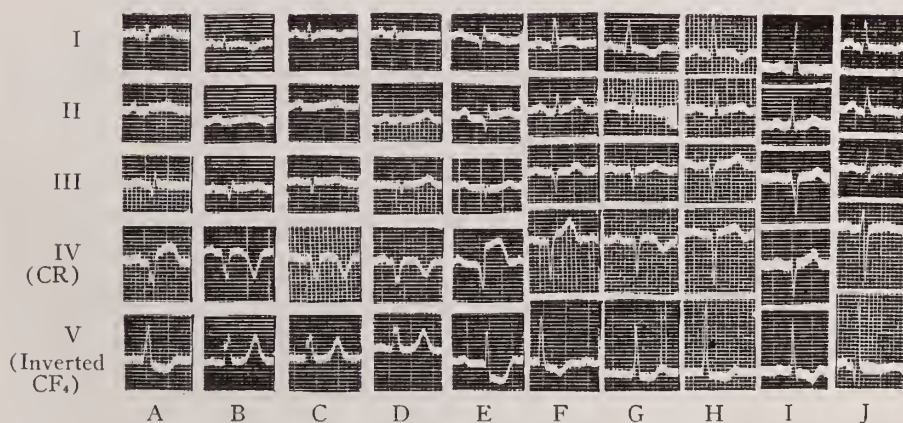 I
II
III
IV
(CR)
V
(Inverted
CF₄)
A B C D E F G H I J